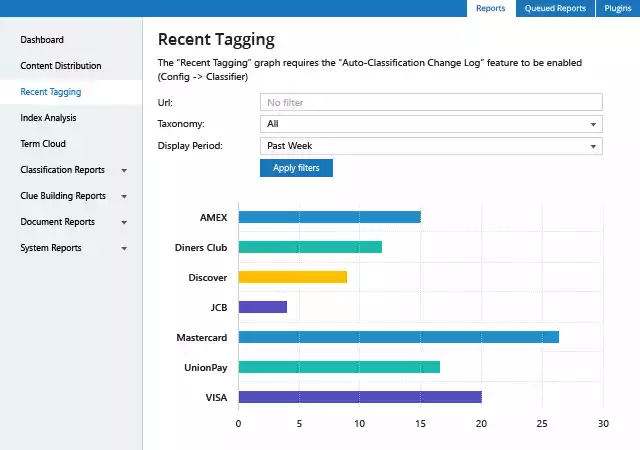 Reports Queued Reports Plugins
Dashboard
Content Distribution
Recent Tagging
Index Analysis
Term Cloud
Classification Reports
Clue Building Reports
Document Reports
System Reports
Recent Tagging
The "Recent Tagging" graph requires the "Auto-Classification Change Log" feature to be enabled
(Config -> Classifier)
Url: No filter
Taxonomy: All
Display Period: Past Week
Apply filters
AMEX
Diners Club
Discover
JCB
Mastercard
UnionPay
VISA
0 5 10 15 20 25 30